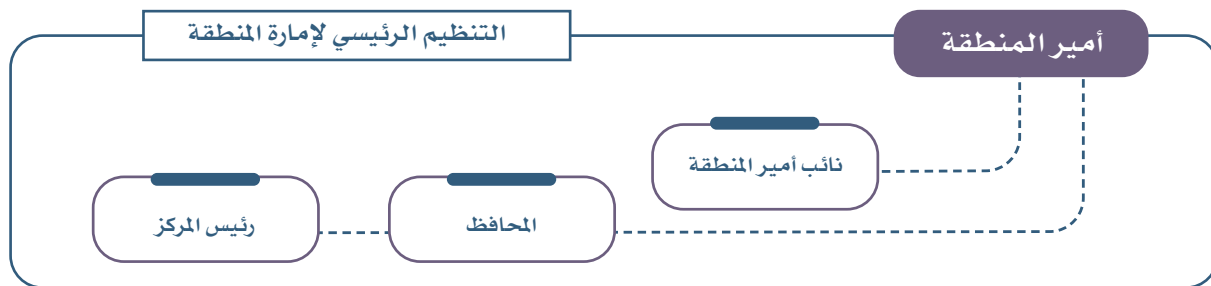 أمير المنطقة
التنظيم الرئيسي لإمارة المنطقة
نائب أمير المنطقة
المحافظ
رئيس المركز